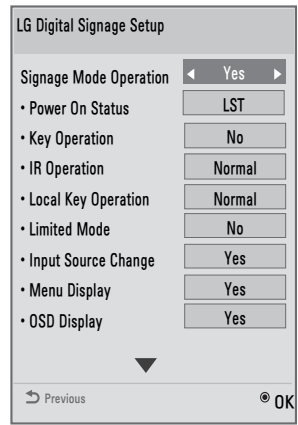 LG Digital Signage Setup
Signage Mode Operation ◀ Yes ▶
• Power On Status LST
• Key Operation No
• IR Operation Normal
• Local Key Operation Normal
• Limited Mode No
• Input Source Change Yes
• Menu Display Yes
• OSD Display Yes
Previous OK